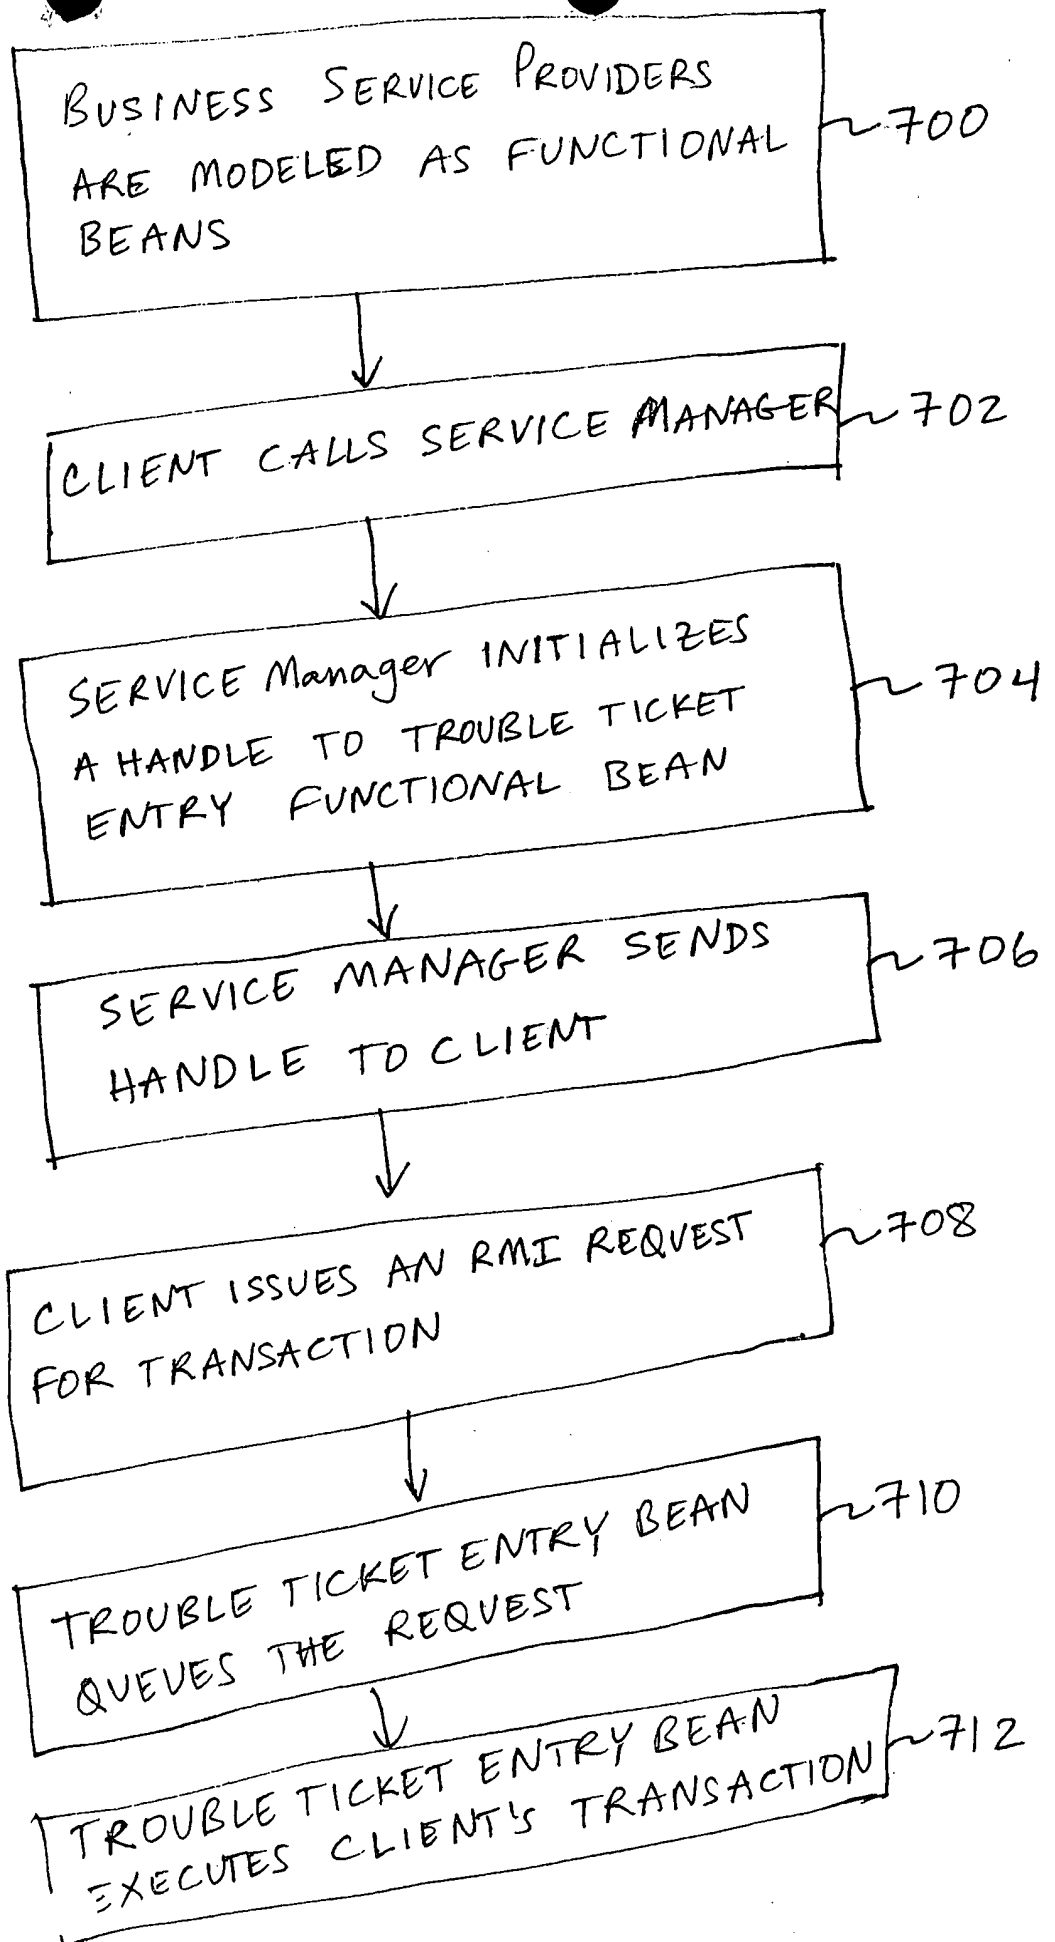 BUSINESS SERVICE PROVIDERS
ARE MODELED AS FUNCTIONAL
BEANS
700
CLIENT CALLS SERVICE MANAGER
702
SERVICE Manager INITIALIZES
A HANDLE TO TROUBLE TICKET
ENTRY FUNCTIONAL BEAN
704
SERVICE MANAGER SENDS
HANDLE TO CLIENT
706
CLIENT ISSUES AN RMI REQUEST
FOR TRANSACTION
708
TROUBLE TICKET ENTRY BEAN
QUEUES THE REQUEST
710
TROUBLE TICKET ENTRY BEAN
EXECUTES CLIENT'S TRANSACTION
712